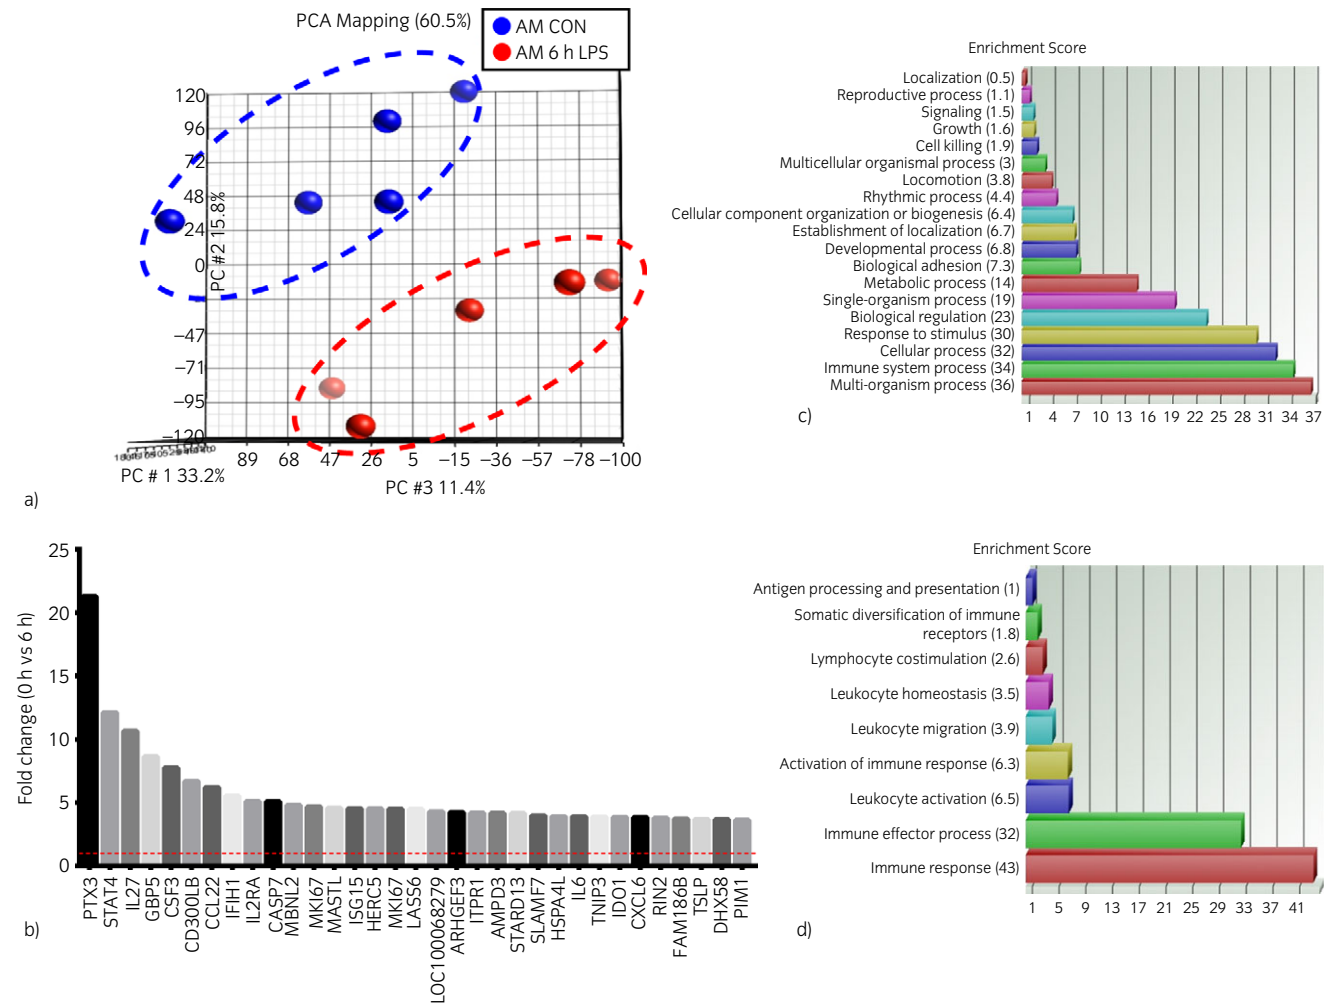 PCA Mapping (60.5%)
AM CON
AM 6 h LPS
120
96
72
48
24
0
−47
−71
−95
−120
PC #2 15.8%
89 68 47 26 5 −15 −36 −57 −78 −100
PC # 1 33.2%
PC #3 11.4%
a)
Enrichment Score
Localization (0.5)
Reproductive process (1.1)
Signaling (1.5)
Growth (1.6)
Cell killing (1.9)
Multicellular organismal process (3)
Locomotion (3.8)
Rhythmic process (4.4)
Cellular component organization or biogenesis (6.4)
Establishment of localization (6.7)
Developmental process (6.8)
Biological adhesion (7.3)
Metabolic process (14)
Single-organism process (19)
Biological regulation (23)
Response to stimulus (30)
Cellular process (32)
Immune system process (34)
Multi-organism process (36)
1 4 7 10 13 16 19 22 25 28 31 34 37
c)
25
20
15
10
5
0
Fold change (0 h vs 6 h)
PTX3
STAT4
IL27
GBP5
CSF3
CD300LB
CCL22
IFIH1
IL2RA
CASP7
MBNL2
MKI67
MASTL
ISG15
HERC5
MKI67
LASS6
LOC100068279
ARHGEF3
ITPR1
AMPD3
STARD13
SLAMF7
HSPA4L
IL6
TNIP3
IDO1
CXCL6
RIN2
FAM186B
TSLP
DHX58
PIM1
b)
Enrichment Score
Antigen processing and presentation (1)
Somatic diversification of immune
receptors (1.8)
Lymphocyte costimulation (2.6)
Leukocyte homeostasis (3.5)
Leukocyte migration (3.9)
Activation of immune response (6.3)
Leukocyte activation (6.5)
Immune effector process (32)
Immune response (43)
1 5 9 13 17 21 25 29 33 37 41
d)